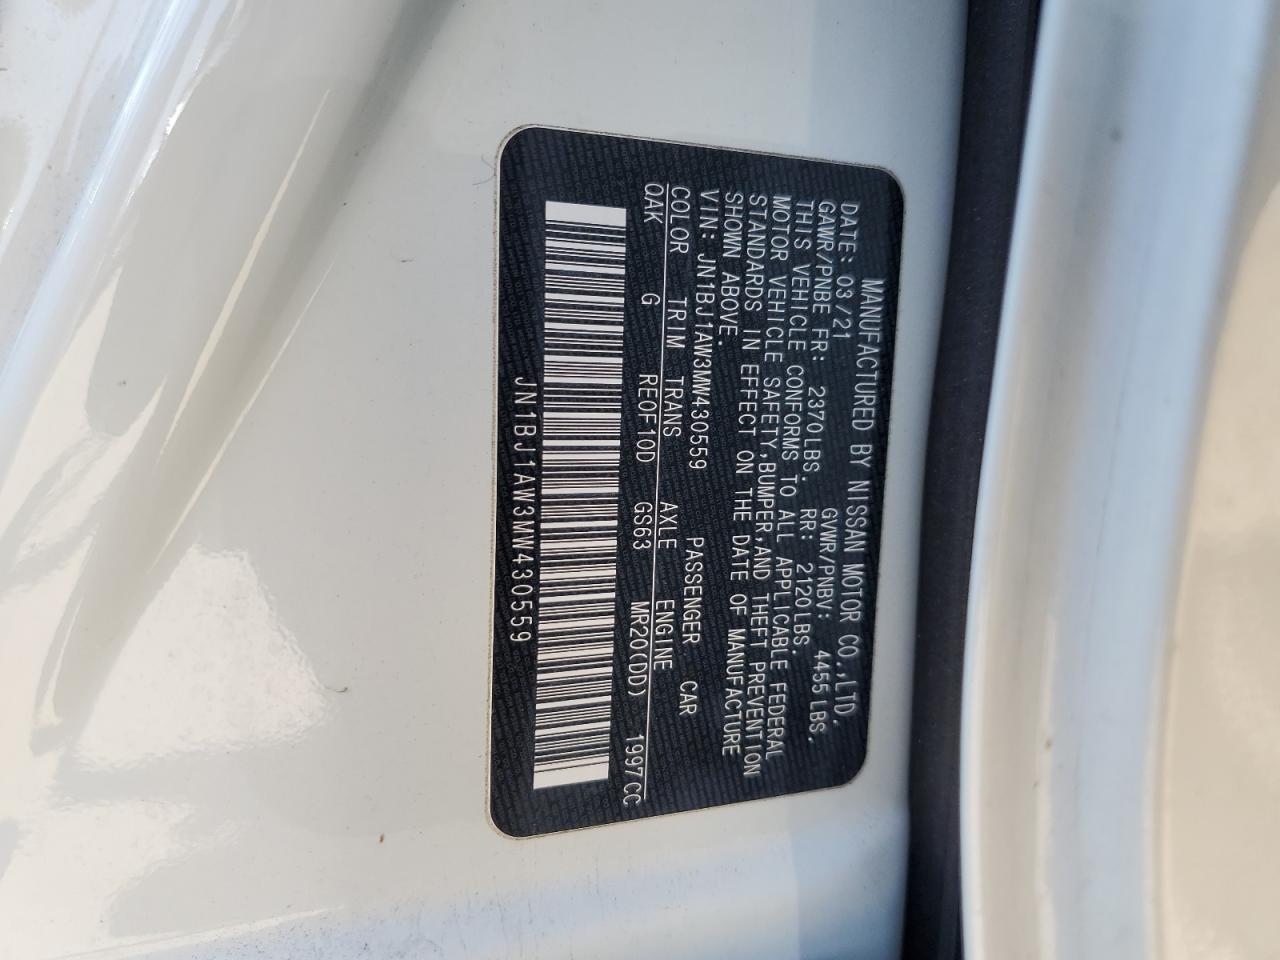 MANUFACTURED BY NISSAN MOTOR CO.,LTD.
DATE: 03/21 GVWR/PNBV: 4455LBS.
GAWR/PNBE FR: 2370LBS. RR: 2120LBS.
THIS VEHICLE CONFORMS TO ALL APPLICABLE FEDERAL
MOTOR VEHICLE SAFETY,BUMPER,AND THEFT PREVENTION
STANDARDS IN EFFECT ON THE DATE OF MANUFACTURE
SHOWN ABOVE.
VIN: JN1BJ1AW3MW430559 PASSENGER CAR
COLOR TRIM TRANS AXLE ENGINE
QAK G RE0F10D GS63 MR20(DD) 1997CC
JN1BJ1AW3MW430559